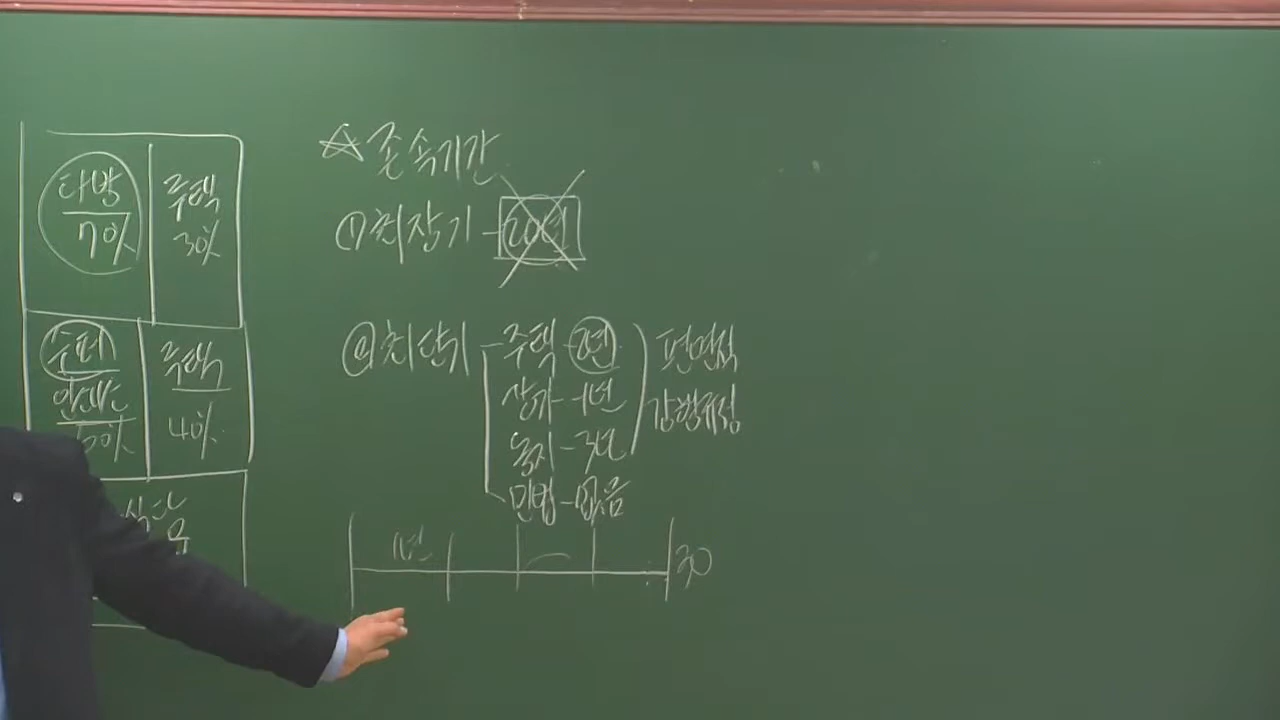 다방
7%
주택
3%
주택
4%
☆존속기간
①최장기 - 20년
②최단기 - 주택 - 2년
상가 - 1년
농지 - 3년
민법 - 없음
편면적
강행규정
1년
30